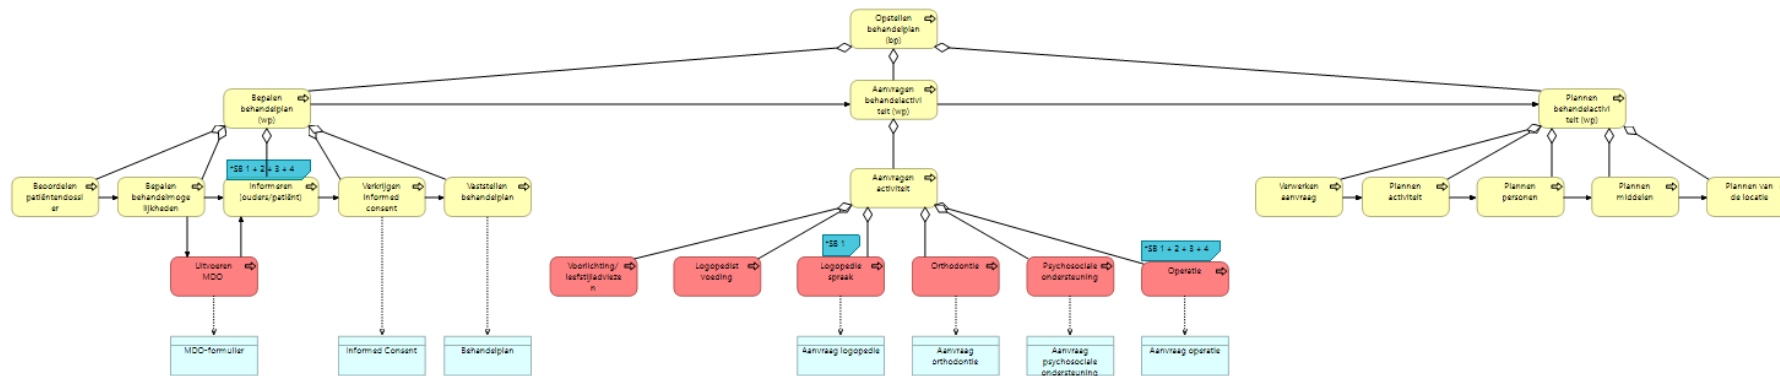 Opstellen
behandelplan
(bp)
Bepalen
behandelplan
(wp)
Aanvragen
behandelactivi
teit (wp)
Plannen
behandelactivi
teit (wp)
*SB 1 + 2 + 3 + 4
Beoordelen
patiëntendoss
ier
Bepalen
behandelmoge
lijkheden
Informeren
(ouders/patiënt)
Verkrijgen
Informed
consent
Vaststellen
behandelplan
Aanvragen
activiteit
Verwerken
aanvraag
Plannen
activiteit
Plannen
personen
Plannen
middelen
Plannen van
de locatie
*SB 1
*SB 1 + 2 + 3 + 4
Uitvoeren
MDO
Voorlichting/
leefstijladvieze
n
Logopedist
voeding
Logopedie
spraak
Orthodontie
Psychosociale
ondersteuning
Operatie
MDO-formulier
Informed Consent
Behandelplan
Aanvraag logopedie
Aanvraag
orthodontie
Aanvraag
psychosociale
ondersteuning
Aanvraag operatie